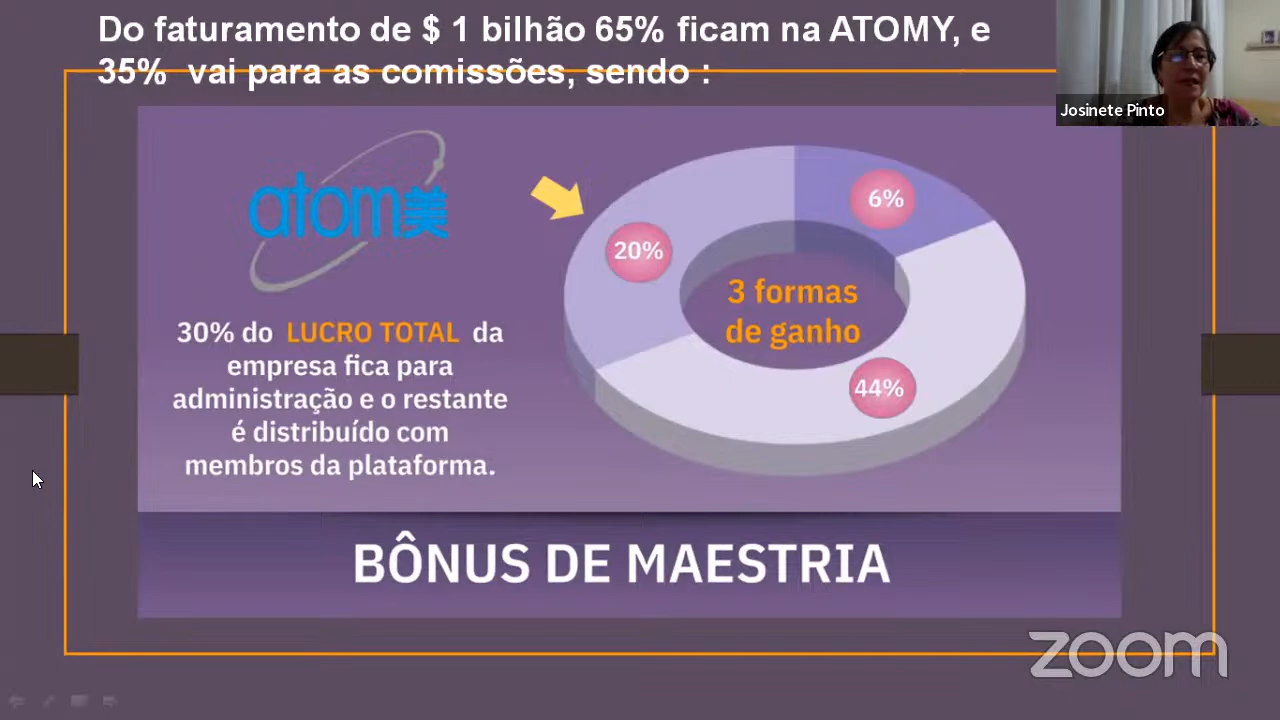 Do faturamento de $ 1 bilhão 65% ficam na ATOMY, e
35% vai para as comissões, sendo :
Josinete Pinto
atom美
30% do LUCRO TOTAL da
empresa fica para
administração e o restante
é distribuído com
membros da plataforma.
6%
20%
3 formas
de ganho
44%
BÔNUS DE MAESTRIA
zoom